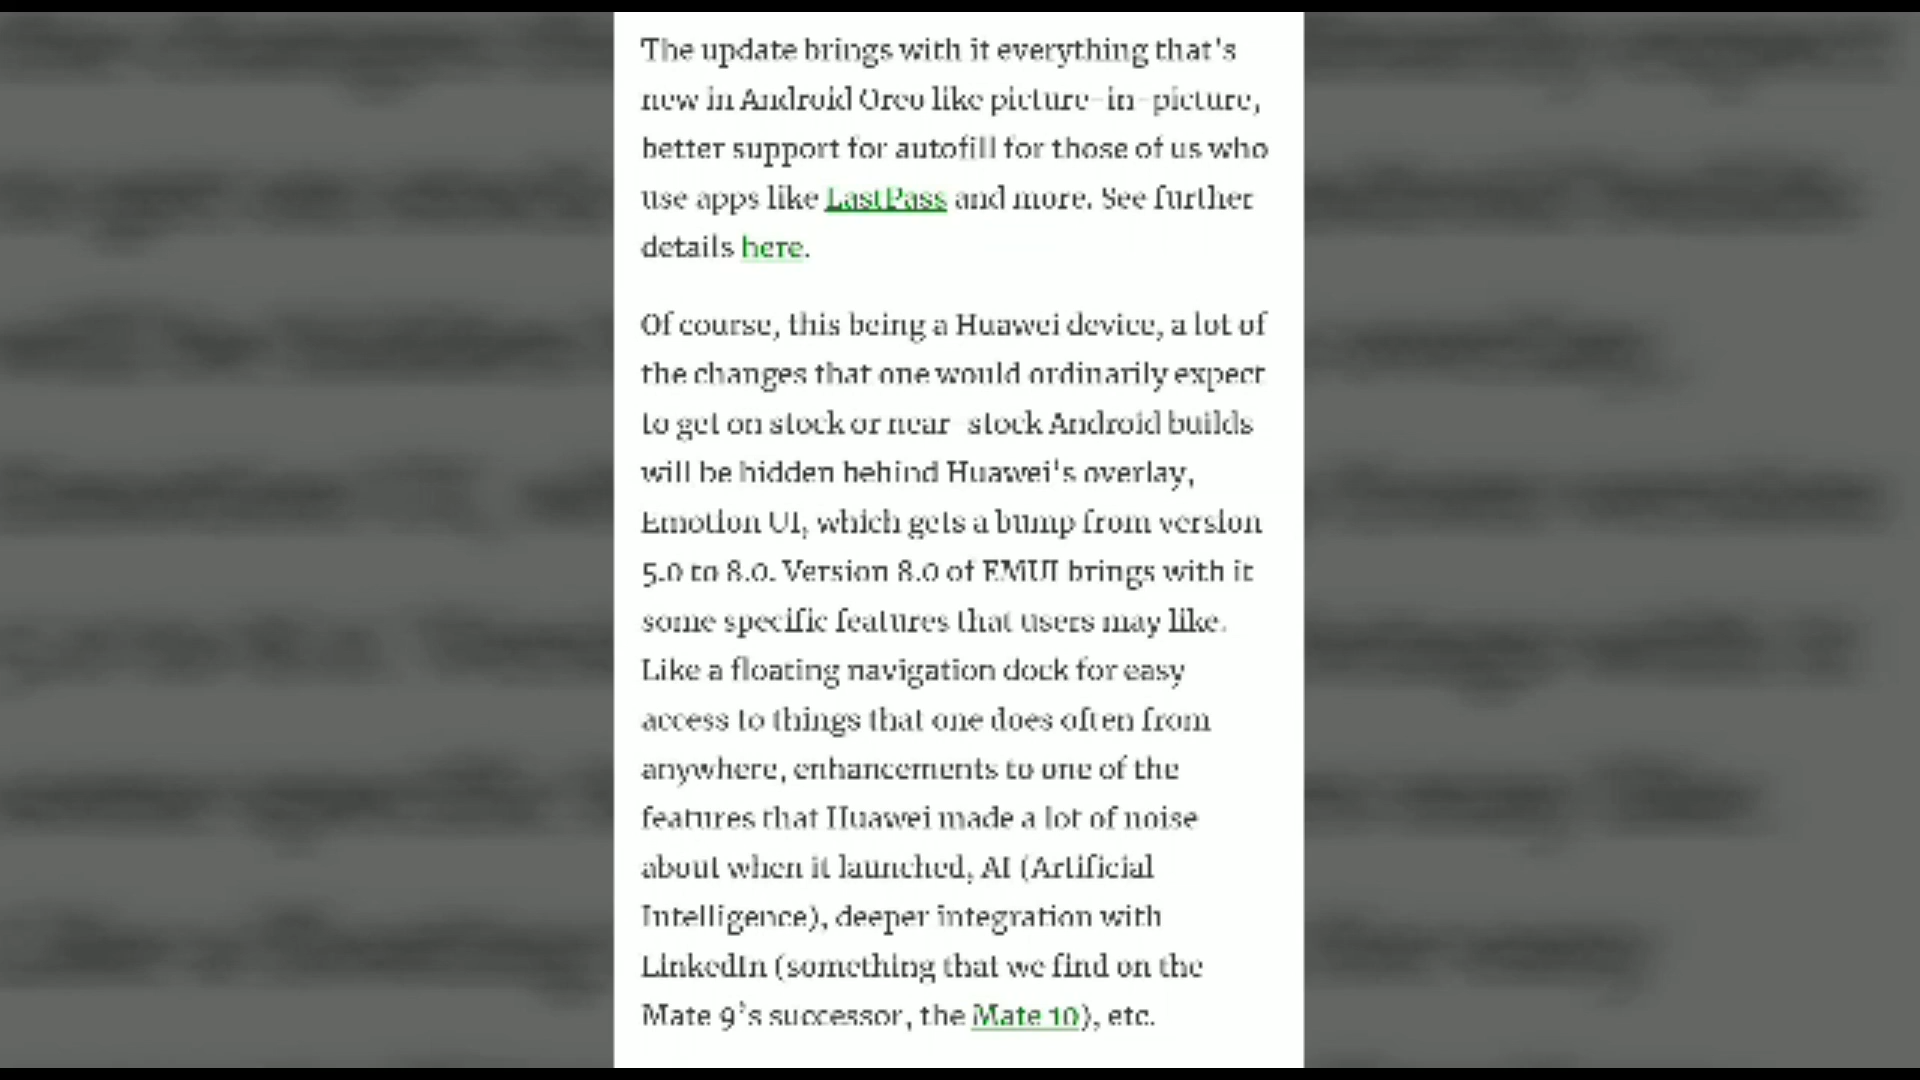 The update brings with it everything that's
new in Android Oreo like picture-in-picture,
better support for autofill for those of us who
use apps like LastPass and more. See further
details here.
Of course, this being a Huawei device, a lot of
the changes that one would ordinarily expect
to get on stock or near-stock Android builds
will be hidden behind Huawei's overlay,
Emotion UI, which gets a bump from version
5.0 to 8.0. Version 8.0 of EMUI brings with it
some specific features that users may like.
Like a floating navigation dock for easy
access to things that one does often from
anywhere, enhancements to one of the
features that Huawei made a lot of noise
about when it launched, AI (Artificial
Intelligence), deeper integration with
LinkedIn (something that we find on the
Mate 9's successor, the Mate 10), etc.